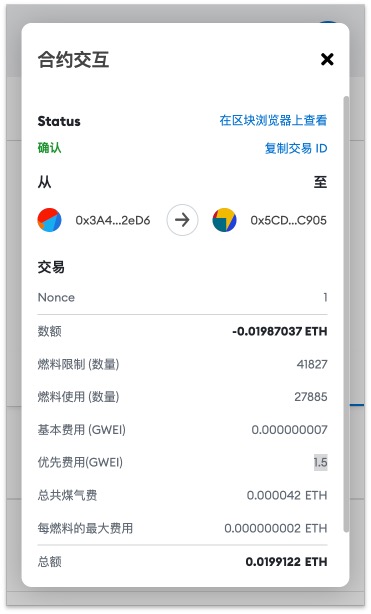 合约交互
Status 在区块浏览器上查看
确认 复制交易 ID
从 至
0x3A4...2eD6 0x5CD...C905
交易
Nonce 1
数额 -0.01987037 ETH
燃料限制 (数量) 41827
燃料使用 (数量) 27885
基本费用 (GWEI) 0.000000007
优先费用(GWEI) 1.5
总共煤气费 0.000042 ETH
每燃料的最大费用 0.000000002 ETH
总额 0.0199122 ETH